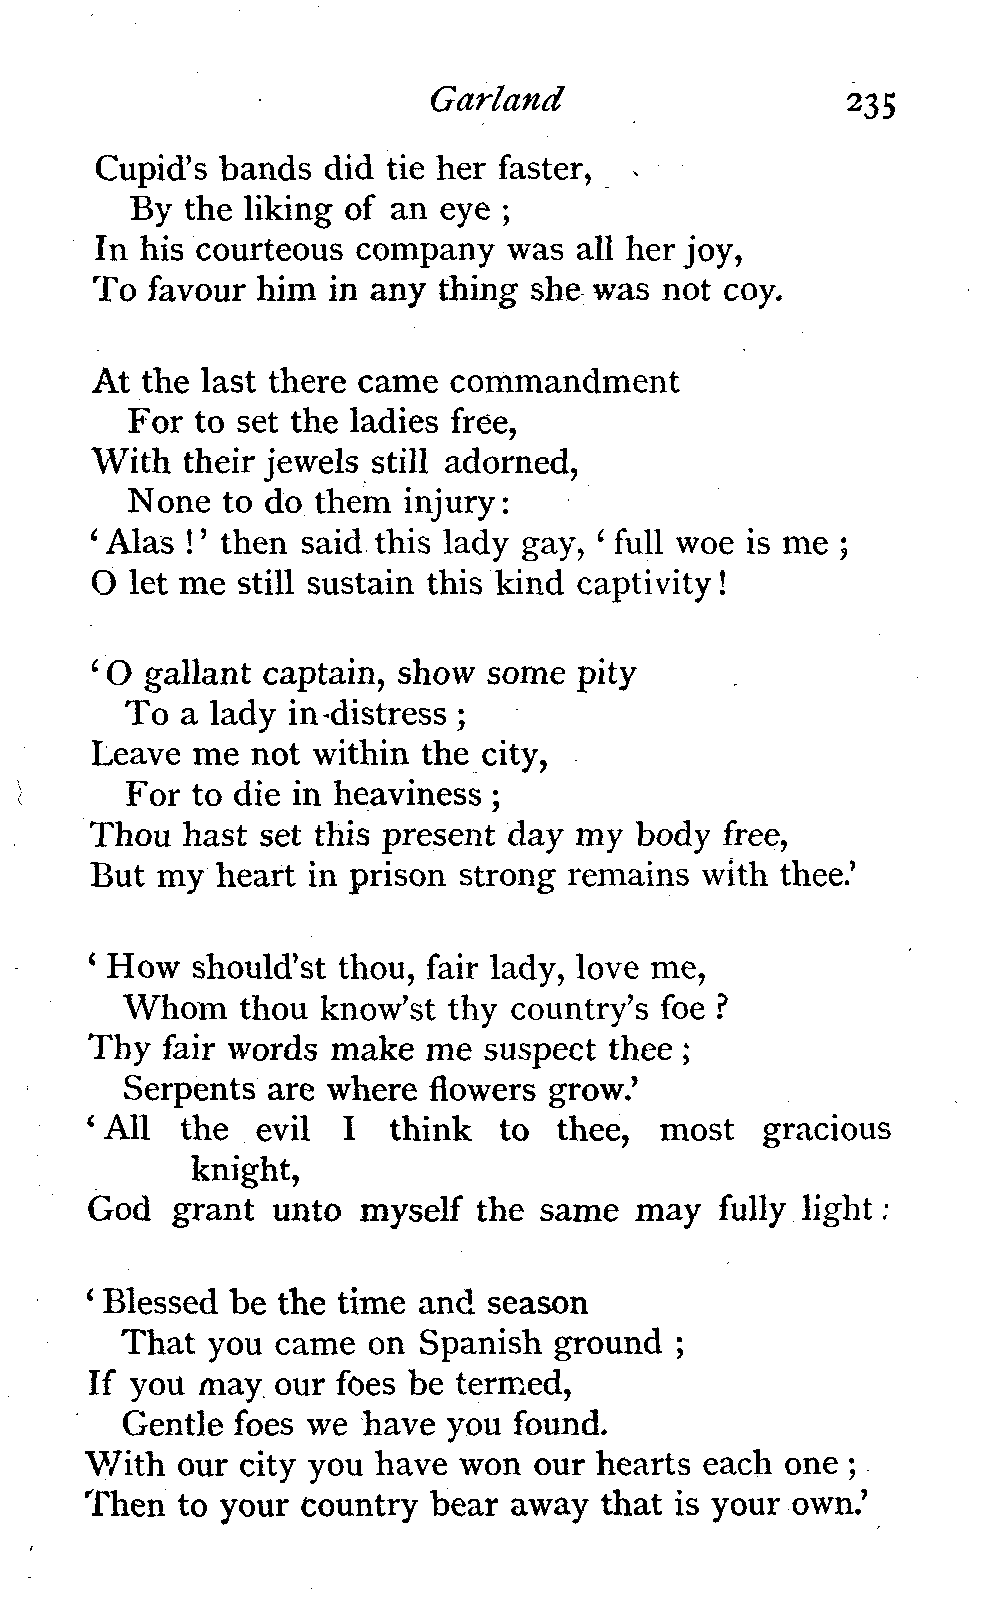 Garland 235
Cupid's bands did tie her faster,
By the liking of an eye ;
In his courteous company was all her joy,
To favour him in any thing she was not coy.
At the last there came commandment
For to set the ladies free,
With their jewels still adorned,
None to do them injury:
‘Alas !’ then said this lady gay, ‘full woe is me ;
O let me still sustain this kind captivity!
‘O gallant captain, show some pity
To a lady in-distress ;
Leave me not within the city,
For to die in heaviness ;
Thou hast set this present day my body free,
But my heart in prison strong remains with thee.’
‘How should'st thou, fair lady, love me,
Whom thou know'st thy country's foe ?
Thy fair words make me suspect thee ;
Serpents are where flowers grow.’
‘All the evil I think to thee, most gracious
knight,
God grant unto myself the same may fully light :
‘Blessed be the time and season
That you came on Spanish ground ;
If you may our foes be termed,
Gentle foes we have you found.
With our city you have won our hearts each one ;
Then to your country bear away that is your own.’